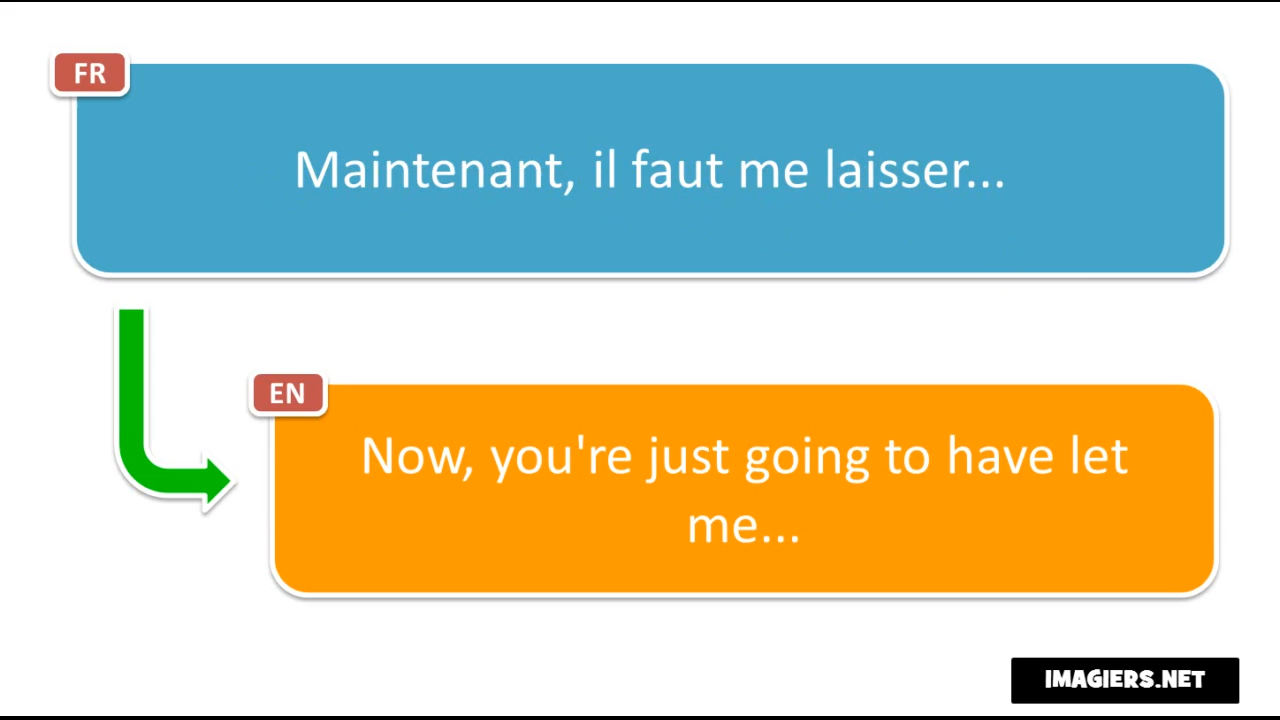 FR
Maintenant, il faut me laisser...
EN
Now, you're just going to have let
me...
IMAGIERS.NET